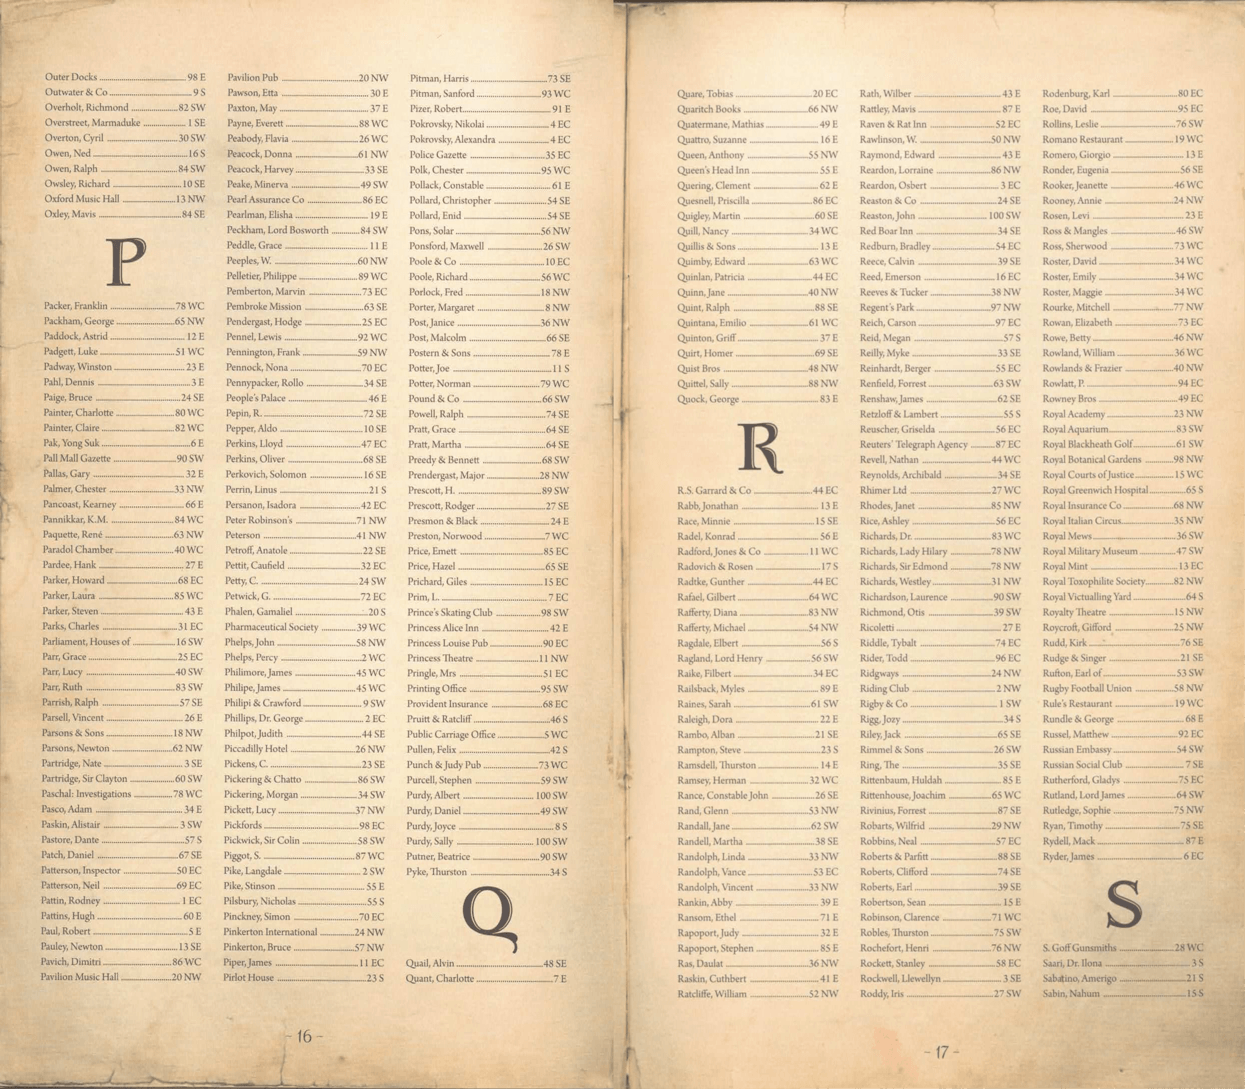 Outer Docks 98 E
Outwater & Co 9 S
Overholt, Richmond 82 SW
Overstreet, Marmaduke 1 SE
Overton, Cyril 30 SW
Owen, Ned 16 S
Owen, Ralph 84 SW
Owsley, Richard 10 SE
Oxford Music Hall 13 NW
Oxley, Mavis 84 SE
P
Packer, Franklin 78 WC
Packham, George 65 NW
Paddock, Astrid 12 E
Padgett, Luke 51 WC
Padway, Winston 23 E
Pahl, Dennis 3 E
Paige, Bruce 24 SE
Painter, Charlotte 80 WC
Painter, Claire 82 WC
Pak, Yong Suk 6 E
Pall Mall Gazette 90 SW
Pallas, Gary 32 E
Palmer, Chester 33 NW
Pancoast, Kearney 66 E
Pannikkar, K.M. 84 WC
Paquette, René 63 NW
Paradol Chamber 40 WC
Pardee, Hank 27 E
Parker, Howard 68 EC
Parker, Laura 85 WC
Parker, Steven 43 E
Parks, Charles 31 EC
Parliament, Houses of 16 SW
Parr, Grace 25 EC
Parr, Lucy 40 SW
Parr, Ruth 83 SW
Parrish, Ralph 57 SE
Parsell, Vincent 26 E
Parsons & Sons 18 NW
Parsons, Newton 62 NW
Partridge, Nate 3 SE
Partridge, Sir Clayton 60 SW
Paschal: Investigations 78 WC
Pasco, Adam 34 E
Paskin, Alistair 3 SW
Pastore, Dante 57 S
Patch, Daniel 67 SE
Patterson, Inspector 50 EC
Patterson, Neil 69 EC
Pattin, Rodney 1 EC
Pattins, Hugh 60 E
Paul, Robert 5 E
Pauley, Newton 13 SE
Pavich, Dimitri 86 WC
Pavilion Music Hall 20 NW
Pavilion Pub 20 NW
Pawson, Etta 30 E
Paxton, May 37 E
Payne, Everett 88 WC
Peabody, Flavia 26 WC
Peacock, Donna 61 NW
Peacock, Harvey 33 SE
Peake, Minerva 49 SW
Pearl Assurance Co 86 EC
Pearlman, Elisha 19 E
Peckham, Lord Bosworth 84 SW
Peddle, Grace 11 E
Peeples, W. 60 NW
Pelletier, Philippe 89 WC
Pemberton, Marvin 73 EC
Pembroke Mission 63 SE
Pendergast, Hodge 25 EC
Pennel, Lewis 92 WC
Pennington, Frank 59 NW
Pennock, Nona 70 EC
Pennypacker, Rollo 34 SE
People's Palace 46 E
Pepin, R. 72 SE
Pepper, Aldo 10 SE
Perkins, Lloyd 47 EC
Perkins, Oliver 68 SE
Perkovich, Solomon 16 SE
Perrin, Linus 21 S
Persanon, Isadora 42 EC
Peter Robinson's 71 NW
Peterson 41 NW
Petroff, Anatole 22 SE
Pettit, Caufield 32 EC
Petty, C. 24 SW
Petwick, G. 72 EC
Phalen, Gamaliel 20 S
Pharmaceutical Society 39 WC
Phelps, John 58 NW
Phelps, Percy 2 WC
Philimore, James 45 WC
Philipe, James 45 WC
Philipi & Crawford 9 SW
Phillips, Dr. George 2 EC
Philpot, Judith 44 SE
Piccadilly Hotel 26 NW
Pickens, C. 23 SE
Pickering & Chatto 86 SW
Pickering, Morgan 34 SW
Pickett, Lucy 37 NW
Pickfords 98 EC
Pickwick, Sir Colin 58 SW
Piggot, S. 87 WC
Pike, Langdale 2 SW
Pike, Stinson 55 E
Pilsbury, Nicholas 55 S
Pinckney, Simon 70 EC
Pinkerton International 24 NW
Pinkerton, Bruce 57 NW
Piper, James 11 EC
Pirlot House 23 S
Pitman, Harris 73 SE
Pitman, Sanford 93 WC
Pizer, Robert 91 E
Pokrovsky, Nikolai 4 EC
Pokrovsky, Alexandra 4 EC
Police Gazette 35 EC
Polk, Chester 95 WC
Pollack, Constable 61 E
Pollard, Christopher 54 SE
Pollard, Enid 54 SE
Pons, Solar 56 NW
Ponsford, Maxwell 26 SW
Poole & Co 10 EC
Poole, Richard 56 WC
Porlock, Fred 18 NW
Porter, Margaret 8 NW
Post, Janice 36 NW
Post, Malcolm 66 SE
Postern & Sons 78 E
Potter, Joe 11 S
Potter, Norman 79 WC
Pound & Co 66 SW
Powell, Ralph 74 SE
Pratt, Grace 64 SE
Pratt, Martha 64 SE
Preedy & Bennett 68 SW
Prendergast, Major 28 NW
Prescott, H. 89 SW
Prescott, Rodger 27 SE
Presmon & Black 24 E
Preston, Norwood 7 WC
Price, Emett 85 EC
Price, Hazel 65 SE
Prichard, Giles 15 EC
Prim, L. 7 EC
Prince's Skating Club 98 SW
Princess Alice Inn 42 E
Princess Louise Pub 90 EC
Princess Theatre 11 NW
Pringle, Mrs 51 EC
Printing Office 95 SW
Provident Insurance 68 EC
Pruitt & Ratcliff 46 S
Public Carriage Office 5 WC
Pullen, Felix 42 S
Punch & Judy Pub 73 WC
Purcell, Stephen 59 SW
Purdy, Albert 100 SW
Purdy, Daniel 49 SW
Purdy, Joyce 8 S
Purdy, Sally 100 SW
Putner, Beatrice 90 SW
Pyke, Thurston 34 S
Q
Quail, Alvin 48 SE
Quant, Charlotte 7 E
- 16 -
Quare, Tobias 20 EC
Quaritch Books 66 NW
Quatermane, Mathias 49 E
Quattro, Suzanne 16 E
Queen, Anthony 55 NW
Queen's Head Inn 55 E
Quering, Clement 62 E
Quesnell, Priscilla 86 EC
Quigley, Martin 60 SE
Quill, Nancy 34 WC
Quillis & Sons 13 E
Quimby, Edward 63 WC
Quinlan, Patricia 44 EC
Quinn, Jane 40 NW
Quint, Ralph 88 SE
Quintana, Emilio 61 WC
Quinton, Griff 37 E
Quirt, Homer 69 SE
Quist Bros 48 NW
Quittel, Sally 88 NW
Quock, George 83 E
R
R.S. Garrard & Co 44 EC
Rabb, Jonathan 13 E
Race, Minnie 15 SE
Radel, Konrad 56 E
Radford, Jones & Co 11 WC
Radovich & Rosen 17 S
Radtke, Gunther 44 EC
Rafael, Gilbert 64 WC
Rafferty, Diana 83 NW
Rafferty, Michael 54 NW
Ragdale, Elbert 56 S
Ragland, Lord Henry 56 SW
Raike, Filbert 34 EC
Railsback, Myles 89 E
Raines, Sarah 61 SW
Raleigh, Dora 22 E
Rambo, Alban 21 SE
Rampton, Steve 23 S
Ramsdell, Thurston 14 E
Ramsey, Herman 32 WC
Rance, Constable John 26 SE
Rand, Glenn 53 NW
Randall, Jane 62 SW
Randell, Martha 38 SE
Randolph, Linda 33 NW
Randolph, Vance 53 EC
Randolph, Vincent 33 NW
Rankin, Abby 39 E
Ransom, Ethel 71 E
Rapoport, Judy 32 E
Rapoport, Stephen 85 E
Ras, Daulat 36 NW
Raskin, Cuthbert 41 E
Ratcliffe, William 52 NW
Rath, Wilber 43 E
Rattley, Mavis 87 E
Raven & Rat Inn 52 EC
Rawlinson, W. 50 NW
Raymond, Edward 43 E
Reardon, Lorraine 86 NW
Reardon, Osbert 3 EC
Reaston & Co 24 SE
Reaston, John 100 SW
Red Boar Inn 34 SE
Redburn, Bradley 54 EC
Reece, Calvin 39 SE
Reed, Emerson 16 EC
Reeves & Tucker 38 NW
Regent's Park 97 NW
Reich, Carson 97 EC
Reid, Megan 57 S
Reilly, Myke 33 SE
Reinhardt, Berger 55 EC
Renfield, Forrest 63 SW
Renshaw, James 62 SE
Retzloff & Lambert 55 S
Reuscher, Griselda 56 EC
Reuters' Telegraph Agency 87 EC
Revell, Nathan 44 WC
Reynolds, Archibald 34 SE
Rhimer Ltd 27 WC
Rhodes, Janet 85 NW
Rice, Ashley 56 EC
Richards, Dr. 83 WC
Richards, Lady Hilary 78 NW
Richards, Sir Edmond 78 NW
Richards, Westley 31 NW
Richardson, Laurence 90 SW
Richmond, Otis 39 SW
Ricoletti 27 E
Riddle, Tybalt 74 EC
Rider, Todd 96 EC
Ridgways 24 NW
Riding Club 2 NW
Rigby & Co 1 SW
Rigg, Jozy 34 S
Riley, Jack 65 SE
Rimmel & Sons 26 SW
Ring, The 35 SE
Rittenbaum, Huldah 85 E
Rittenhouse, Joachim 65 WC
Rivinius, Forrest 87 SE
Robarts, Wilfrid 29 NW
Robbins, Neal 57 EC
Roberts & Parfitt 88 SE
Roberts, Clifford 74 SE
Roberts, Earl 39 SE
Robertson, Sean 15 E
Robinson, Clarence 71 WC
Robles, Thurston 75 SW
Rochefort, Henri 76 NW
Rockett, Stanley 58 EC
Rockwell, Llewellyn 3 SE
Roddy, Iris 27 SW
Rodenburg, Karl 80 EC
Roe, David 95 EC
Rollins, Leslie 76 SW
Romano Restaurant 19 WC
Romero, Giorgio 13 E
Ronder, Eugenia 56 SE
Rooker, Jeanette 46 WC
Rooney, Annie 24 NW
Rosen, Levi 23 E
Ross & Mangles 46 SW
Ross, Sherwood 73 WC
Roster, David 34 WC
Roster, Emily 34 WC
Roster, Maggie 34 WC
Rourke, Mitchell 77 NW
Rowan, Elizabeth 73 EC
Rowe, Betty 46 NW
Rowland, William 36 WC
Rowlands & Frazier 40 NW
Rowlatt, P. 94 EC
Rowney Bros 49 EC
Royal Academy 23 NW
Royal Aquarium 83 SW
Royal Blackheath Golf 61 SW
Royal Botanical Gardens 98 NW
Royal Courts of Justice 15 WC
Royal Greenwich Hospital 65 S
Royal Insurance Co 68 NW
Royal Italian Circus 35 NW
Royal Mews 36 SW
Royal Military Museum 47 SW
Royal Mint 13 EC
Royal Toxophilite Society 82 NW
Royal Victualling Yard 64 S
Royalty Theatre 15 NW
Roycroft, Gifford 25 NW
Rudd, Kirk 76 SE
Rudge & Singer 21 SE
Rufton, Earl of 53 SW
Rugby Football Union 58 NW
Rule's Restaurant 19 WC
Rundle & George 68 E
Russel, Matthew 92 EC
Russian Embassy 54 SW
Russian Social Club 7 SE
Rutherford, Gladys 75 EC
Rutland, Lord James 64 SW
Rutledge, Sophie 75 NW
Ryan, Timothy 75 SE
Rydell, Mack 87 E
Ryder, James 6 EC
S
S. Goff Gunsmiths 28 WC
Saari, Dr. Ilona 3 S
Sabatino, Amerigo 21 S
Sabin, Nahum 15 S
- 17 -